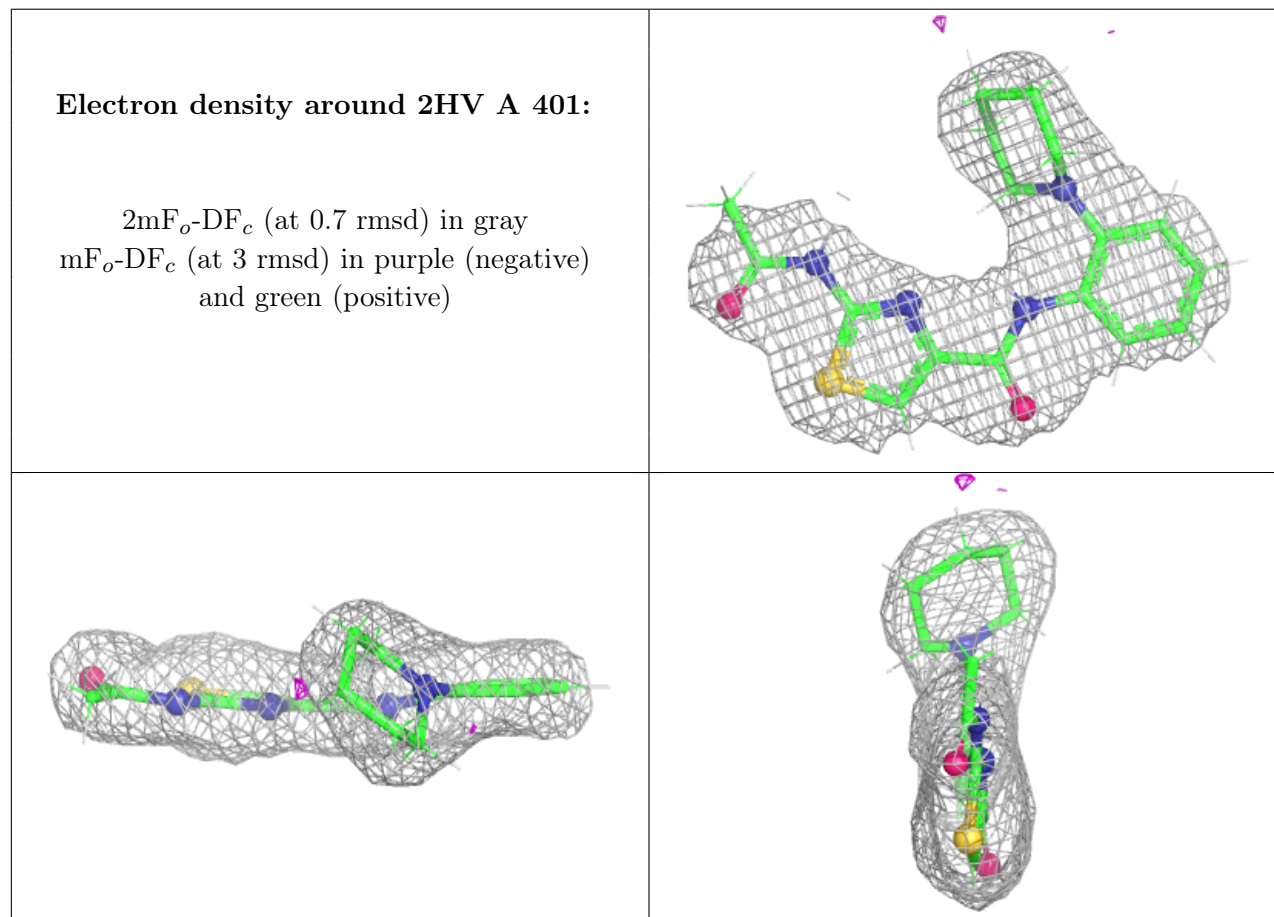 Electron density around 2HV A 401:
2mFo-DFc (at 0.7 rmsd) in gray
mFo-DFc (at 3 rmsd) in purple (negative)
and green (positive)